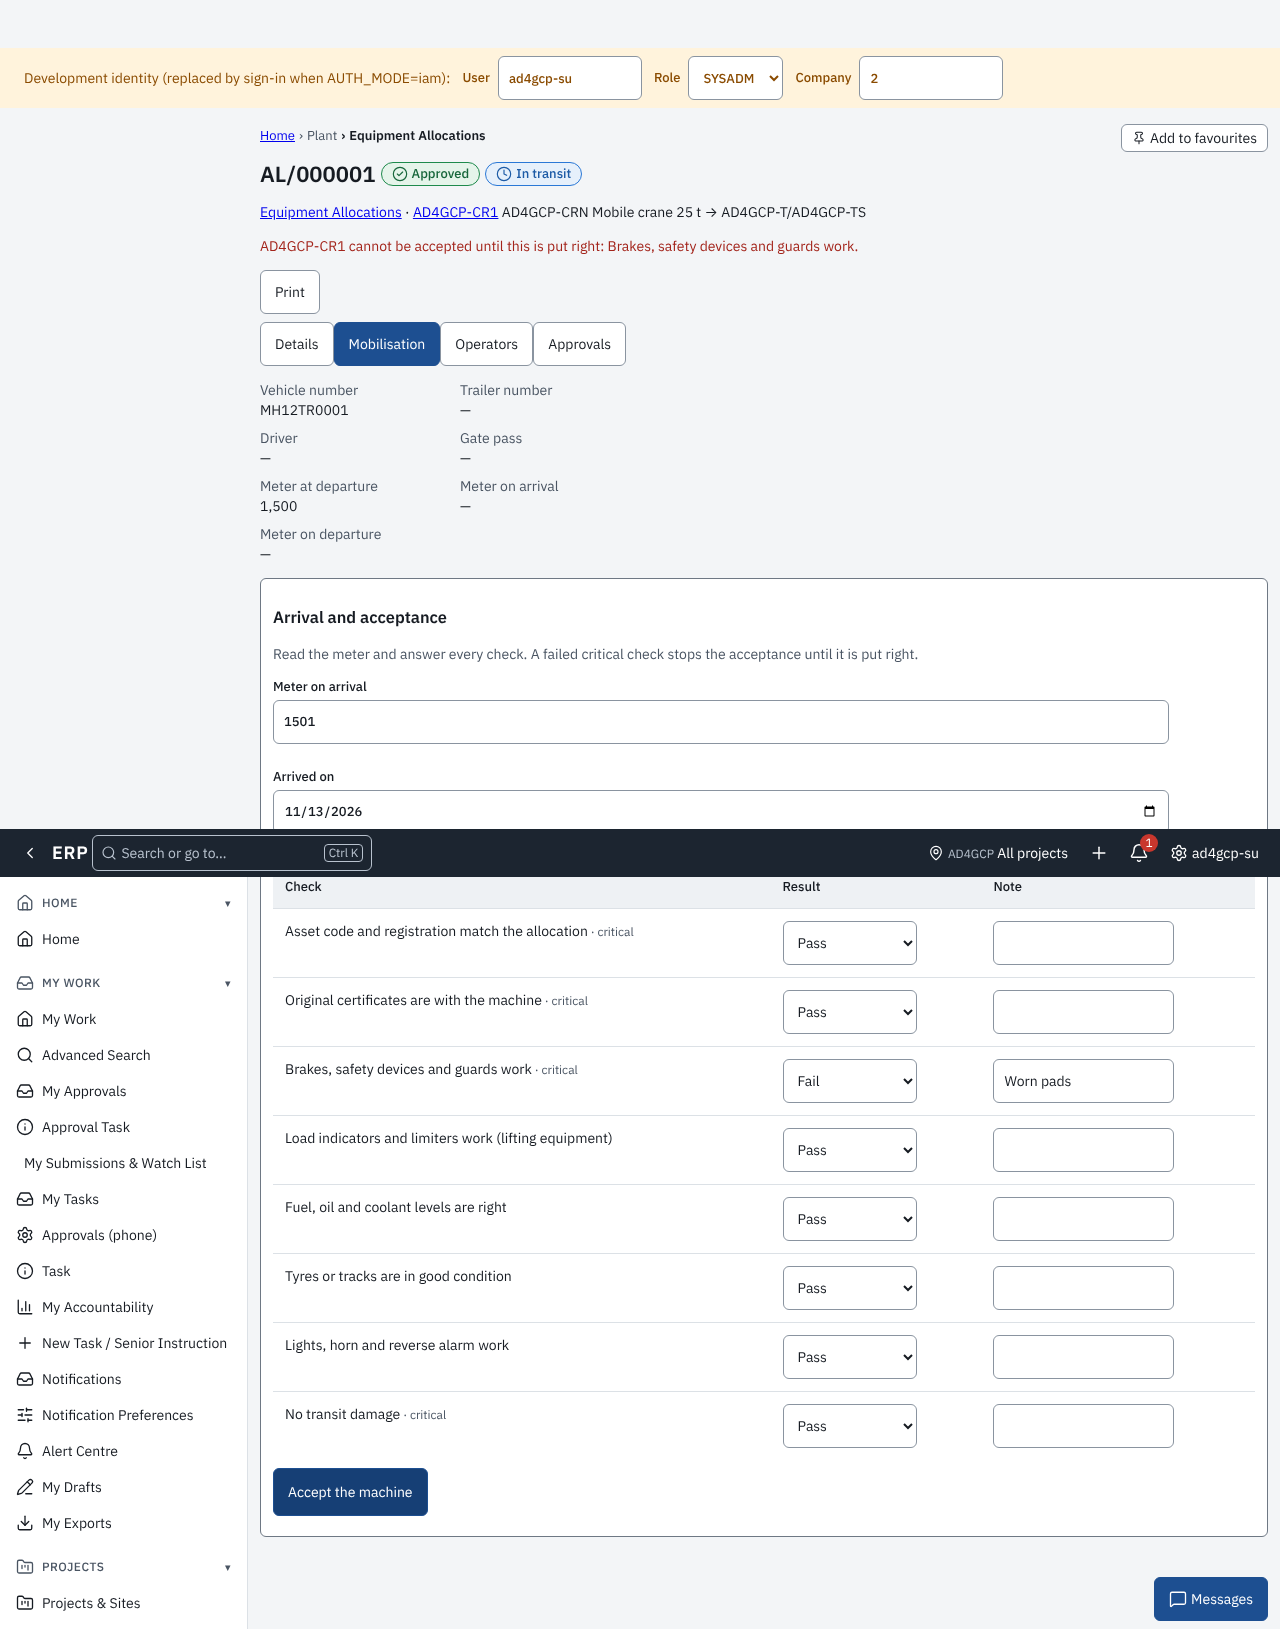 Development identity (replaced by sign-in when AUTH_MODE=iam): User ad4gcp-su Role SYSADM Company 2
Home › Plant › Equipment Allocations
Add to favourites
AL/000001 Approved In transit
Equipment Allocations · AD4GCP-CR1 AD4GCP-CRN Mobile crane 25 t → AD4GCP-T/AD4GCP-TS
AD4GCP-CR1 cannot be accepted until this is put right: Brakes, safety devices and guards work.
Print
Details Mobilisation Operators Approvals
Vehicle number Trailer number
MH12TR0001 —
Driver Gate pass
— —
Meter at departure Meter on arrival
1,500 —
Meter on departure
—
Arrival and acceptance
Read the meter and answer every check. A failed critical check stops the acceptance until it is put right.
Meter on arrival
1501
Arrived on
11/13/2026
ERP Search or go to... Ctrl K AD4GCP All projects 1 ad4gcp-su
Check Result Note
Asset code and registration match the allocation · critical Pass
Original certificates are with the machine · critical Pass
Brakes, safety devices and guards work · critical Fail Worn pads
Load indicators and limiters work (lifting equipment) Pass
Fuel, oil and coolant levels are right Pass
Tyres or tracks are in good condition Pass
Lights, horn and reverse alarm work Pass
No transit damage · critical Pass
Accept the machine
HOME
Home
MY WORK
My Work
Advanced Search
My Approvals
Approval Task
My Submissions & Watch List
My Tasks
Approvals (phone)
Task
My Accountability
New Task / Senior Instruction
Notifications
Notification Preferences
Alert Centre
My Drafts
My Exports
PROJECTS
Projects & Sites
Messages